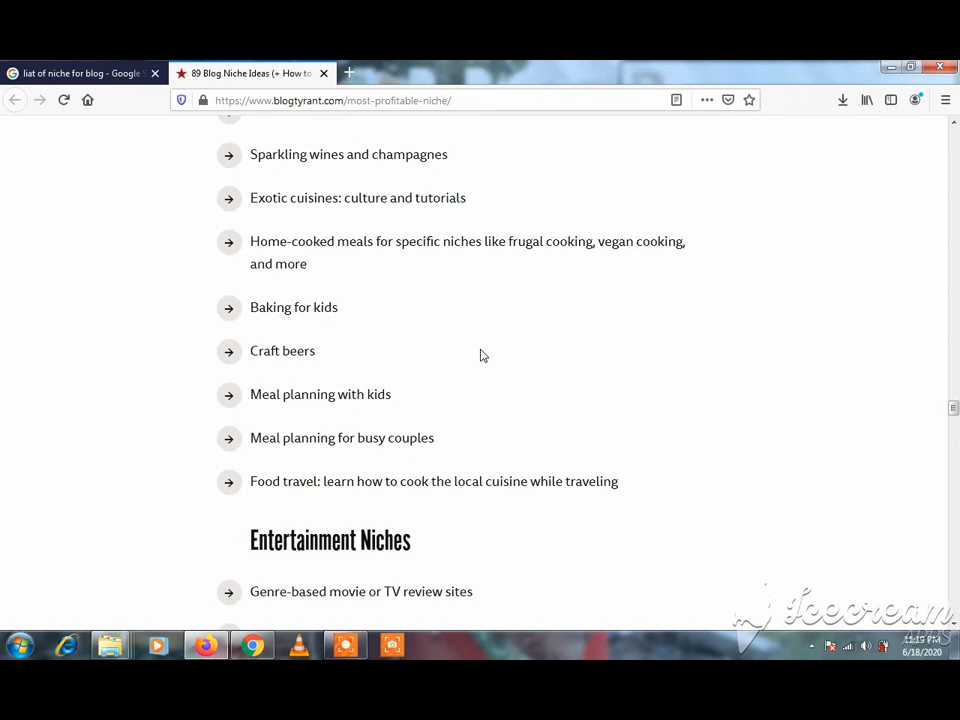 liat of niche for blog - Google S
89 Blog Niche Ideas (+ How to
https://www.blogtyrant.com/most-profitable-niche/
Sparkling wines and champagnes
Exotic cuisines: culture and tutorials
Home-cooked meals for specific niches like frugal cooking, vegan cooking,
and more
Baking for kids
Craft beers
Meal planning with kids
Meal planning for busy couples
Food travel: learn how to cook the local cuisine while traveling
Entertainment Niches
Genre-based movie or TV review sites
Icecream
APPS
11:15 PM
6/18/2020